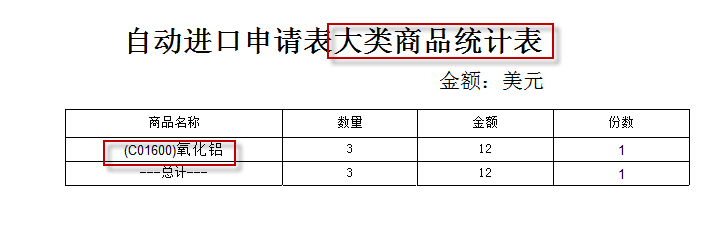 自动进口申请表大类商品统计表
金额：美元
商品名称 数量 金额 份数
(C01600)氧化铝 3 12 1
---总计--- 3 12 1